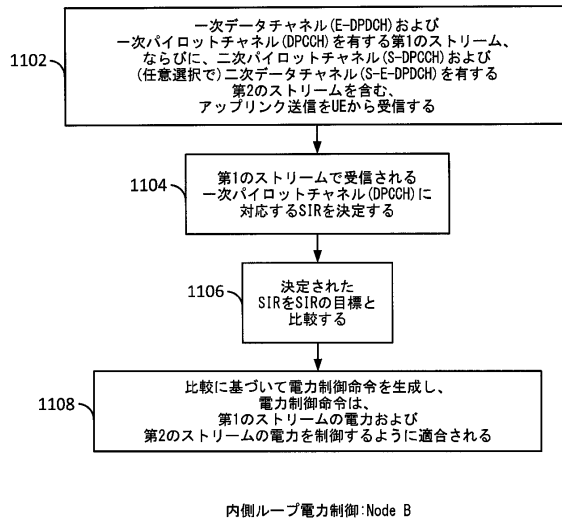 1102
一次データチャネル(E-DPDCH)および
一次パイロットチャネル(DPCCH)を有する第1のストリーム、
ならびに、二次パイロットチャネル(S-DPCCH)および
(任意選択で)二次データチャネル(S-E-DPDCH)を有する
第2のストリームを含む、
アップリンク送信をUEから受信する
1104
第1のストリームで受信される
一次パイロットチャネル(DPCCH)に
対応するSIRを決定する
1106
決定された
SIRをSIRの目標と
比較する
1108
比較に基づいて電力制御命令を生成し、
電力制御命令は、
第1のストリームの電力および
第2のストリームの電力を制御するように適合される
内側ループ電力制御:Node B